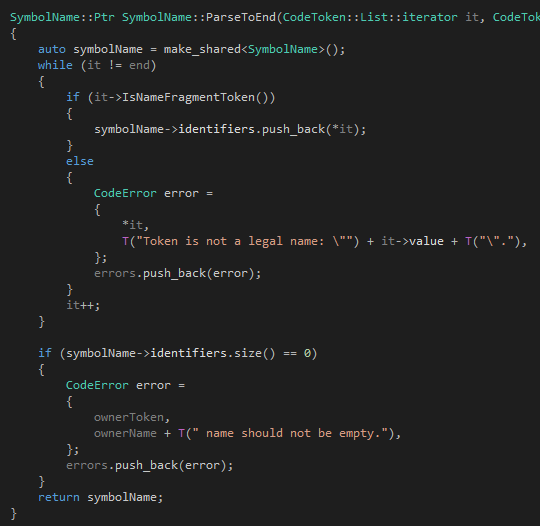 SymbolName::Ptr SymbolName::ParseToEnd(CodeToken::List::iterator it, CodeTok
{
    auto symbolName = make_shared<SymbolName>();
    while (it != end)
    {
        if (it->IsNameFragmentToken())
        {
            symbolName->identifiers.push_back(*it);
        }
        else
        {
            CodeError error =
            {
                *it,
                T("Token is not a legal name: \"") + it->value + T("\"."),
            };
            errors.push_back(error);
        }
        it++;
    }

    if (symbolName->identifiers.size() == 0)
    {
        CodeError error =
        {
            ownerToken,
            ownerName + T(" name should not be empty."),
        };
        errors.push_back(error);
    }
    return symbolName;
}